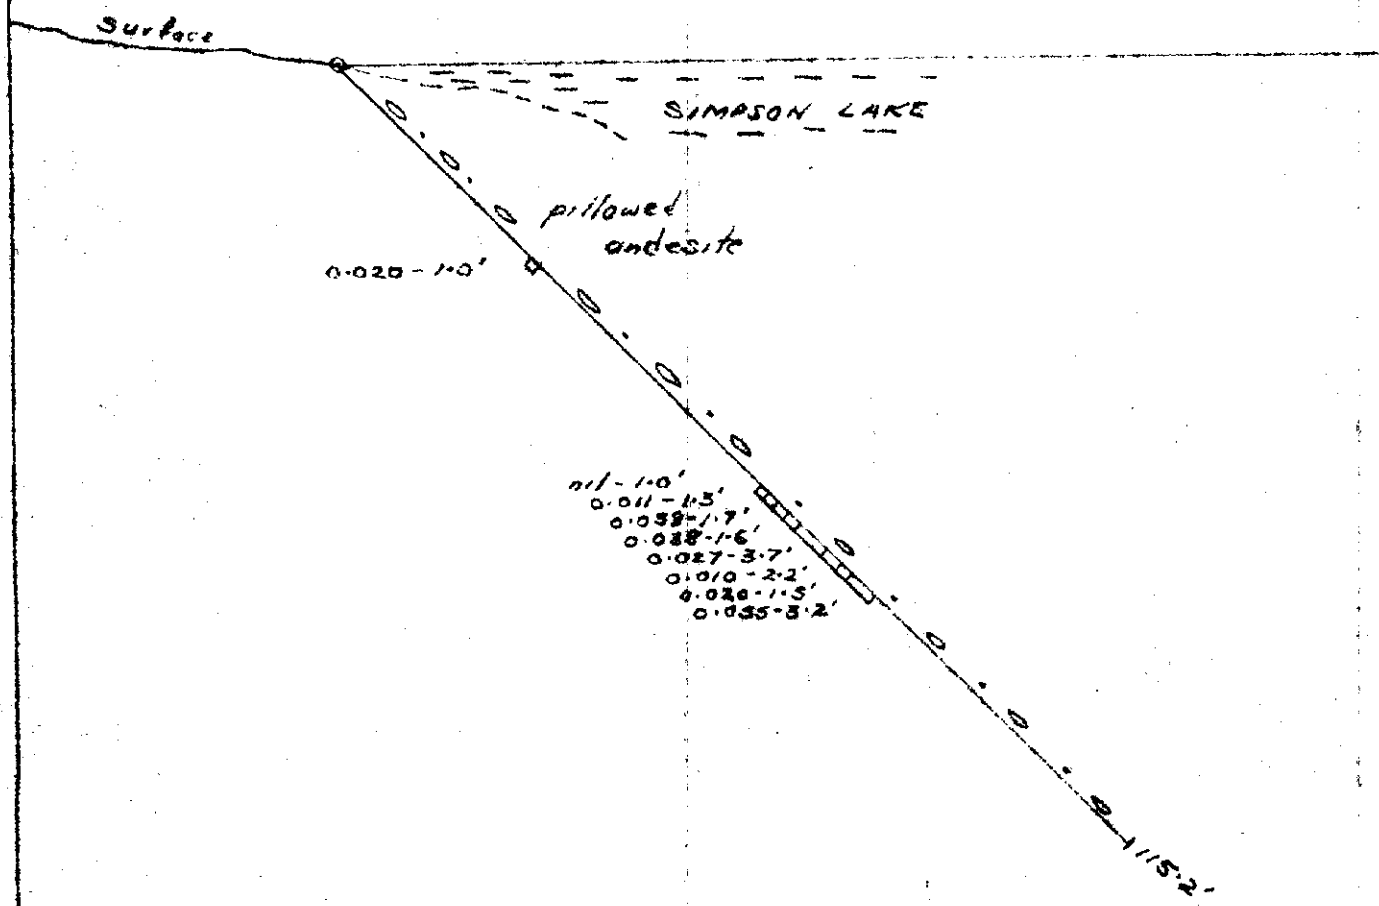 Surface
SIMPSON LAKE
pillowed
andesite
0.020-1.0'
nil-1.0'
0.011-1.3'
0.038-1.7'
0.028-1.6'
0.027-3.7'
0.010-2.2'
0.020-1.5'
0.035-3.2'
115.2'